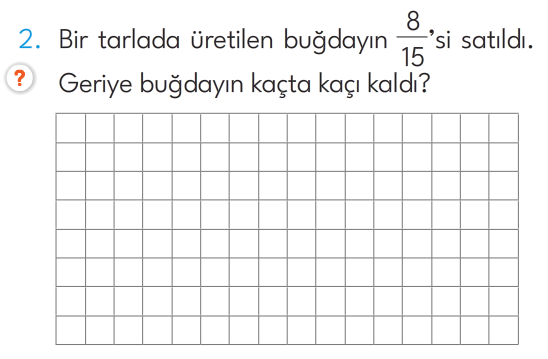 2. Bir tarlada üretilen buğdayın 8/15'si satıldı.
? Geriye buğdayın kaçta kaçı kaldı?